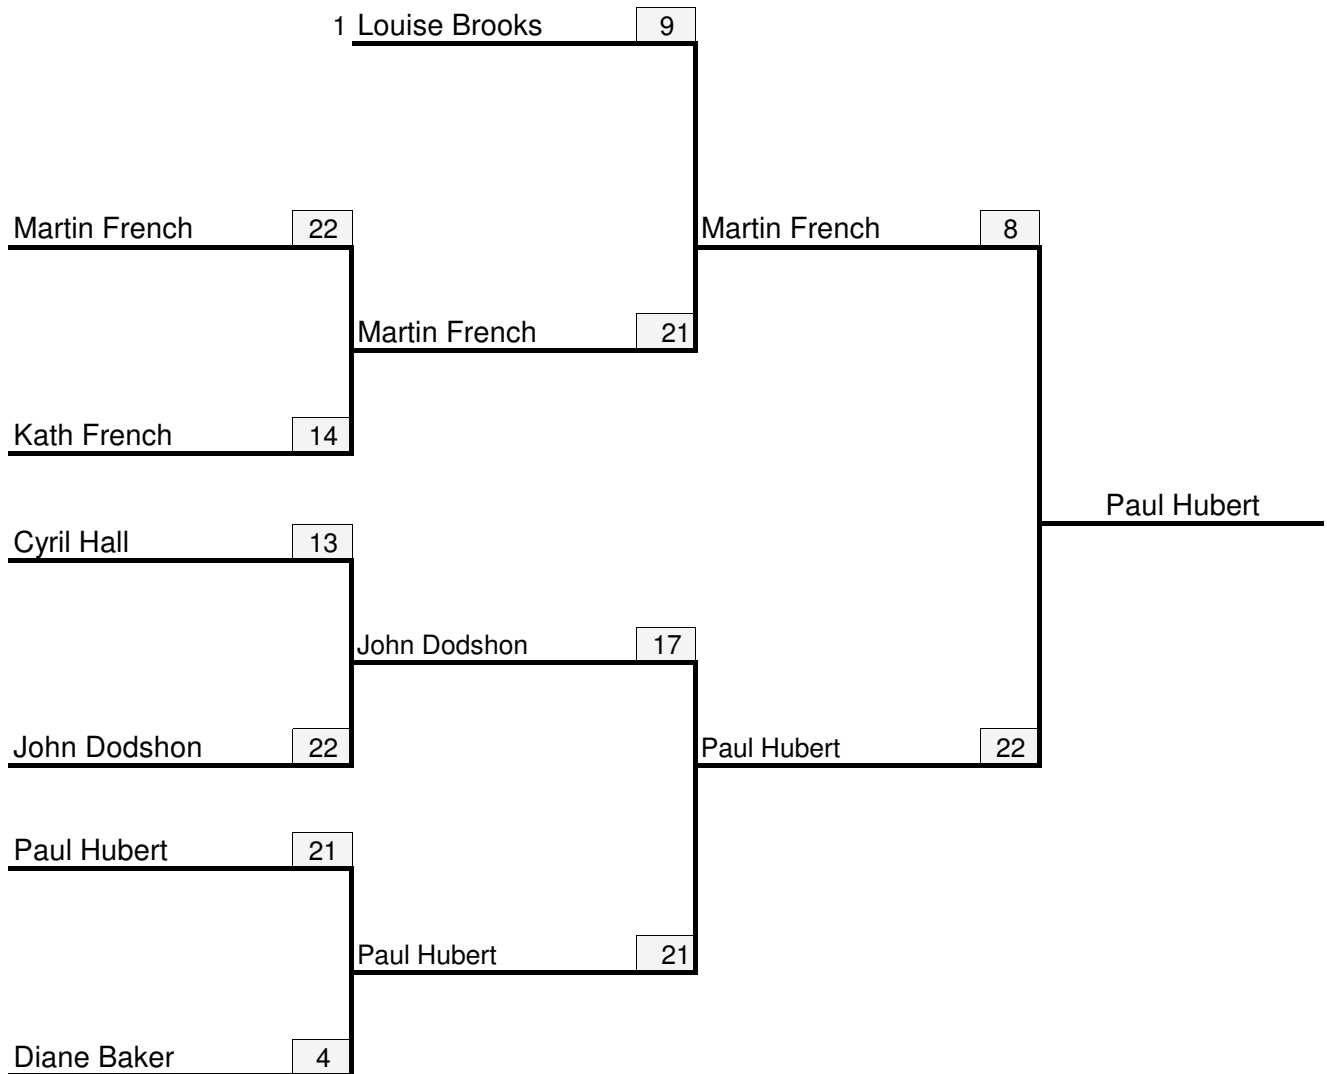 1 Louise Brooks 9
Martin French 22
Martin French 8
Martin French 21
Kath French 14
Paul Hubert
Cyril Hall 13
John Dodshon 17
John Dodshon 22
Paul Hubert 22
Paul Hubert 21
Paul Hubert 21
Diane Baker 4